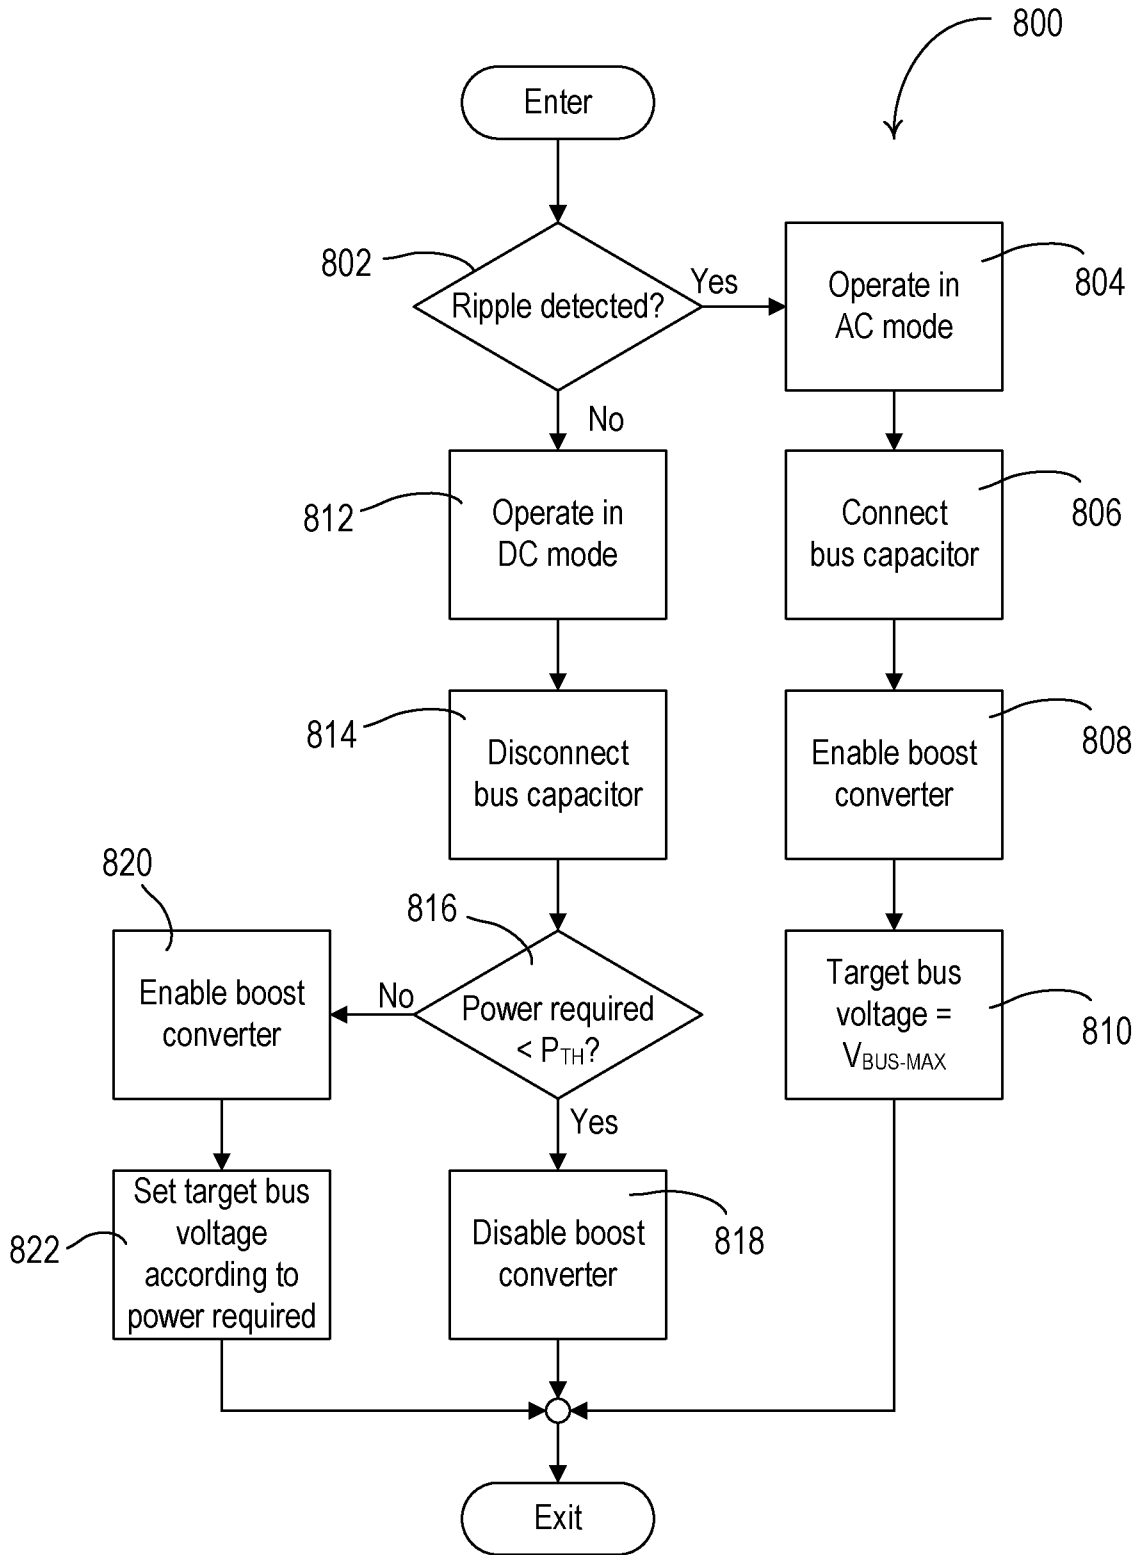 800
Enter
802
Ripple detected?
Yes
No
Operate in
AC mode
804
812
Operate in
DC mode
Connect
bus capacitor
806
814
Disconnect
bus capacitor
Enable boost
converter
808
820
Enable boost
converter
816
Power required
< PTH?
No
Yes
Target bus
voltage =
VBUS-MAX
810
822
Set target bus
voltage
according to
power required
Disable boost
converter
818
Exit